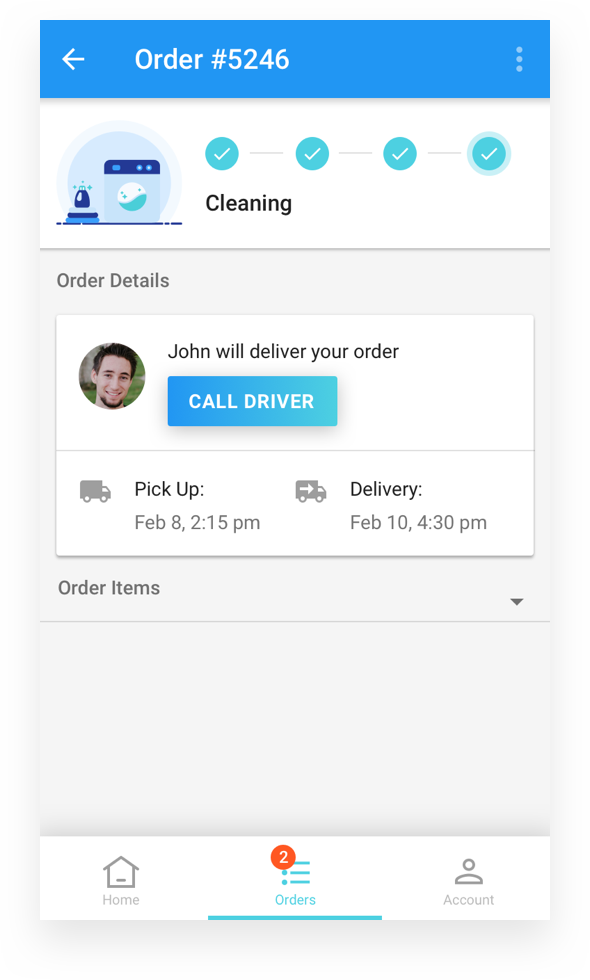 Order #5246
Cleaning
Order Details
John will deliver your order
CALL DRIVER
Pick Up:
Feb 8, 2:15 pm
Delivery:
Feb 10, 4:30 pm
Order Items
2
Home
Orders
Account